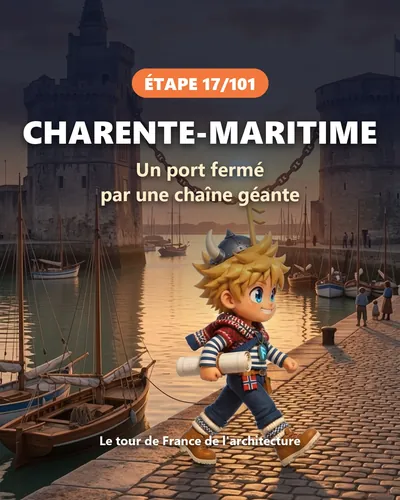 ÉTAPE 17/101
CHARENTE-MARITIME
Un port fermé
par une chaîne géante
Le tour de France de l'architecture